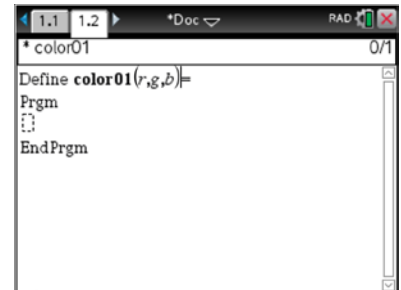 1.1 1.2 *Doc RAD
* color01 0/1
Define color01(r,g,b)=
Prgm
EndPrgm